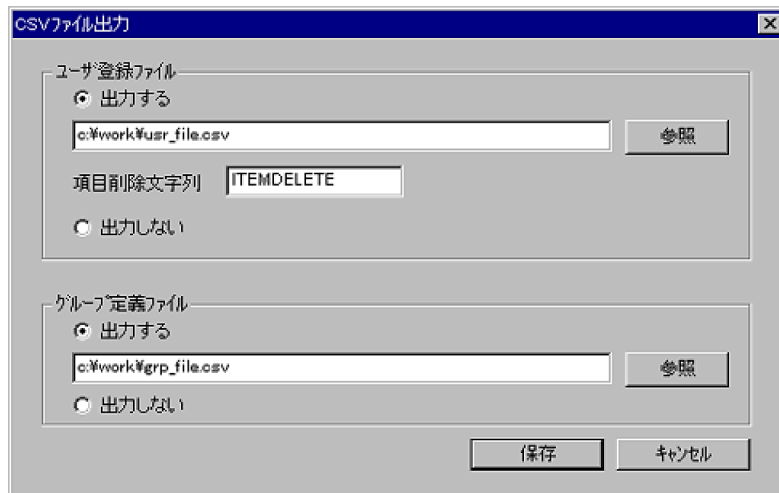 CSVファイル出力
ユーザ登録ファイル
出力する
c:¥work¥usr_file.csv
参照
項目削除文字列
ITEMDELETE
出力しない
グループ定義ファイル
出力する
c:¥work¥grp_file.csv
参照
出力しない
保存
キャンセル